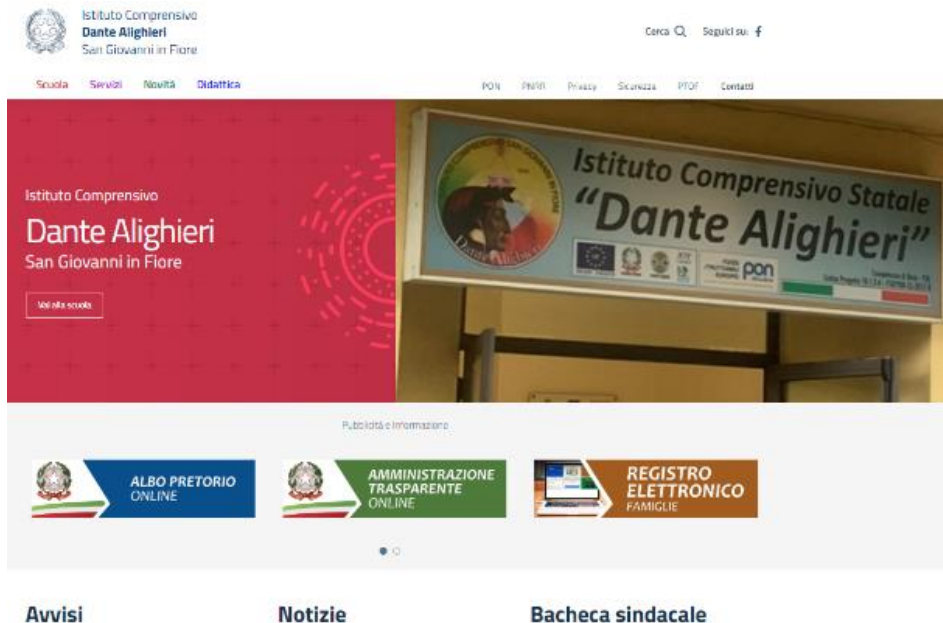 Istituto Comprensivo
Dante Alighieri
San Giovanni in Fiore
Cerca
Seguici su:
Scuola Servizi Novità Didattica
PON PNRR Privacy Sicurezza PTOF Contatti
Istituto Comprensivo
Dante Alighieri
San Giovanni in Fiore
Vai alla scuola
Istituto Comprensivo Statale
"Dante Alighieri"
Dante Alighieri
pon
Pubblicità e Informazione
ALBO PRETORIO
ONLINE
AMMINISTRAZIONE
TRASPARENTE
ONLINE
REGISTRO
ELETTRONICO
FAMIGLIE
Avvisi
Notizie
Bacheca sindacale